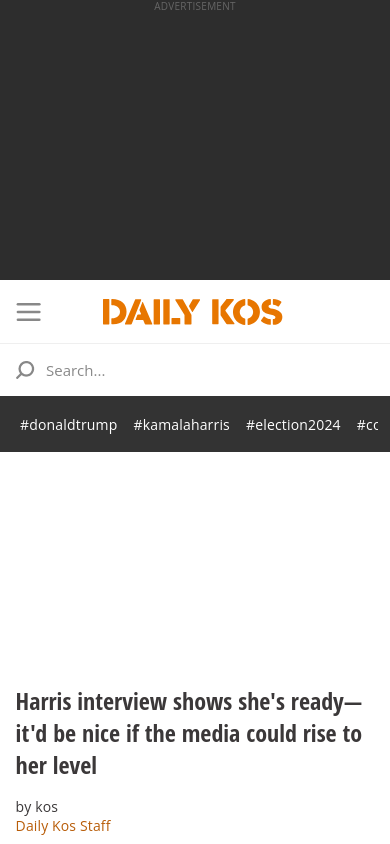 ADVERTISEMENT
DAILY KOS
Search...
#donaldtrump #kamalaharris #election2024
Harris interview shows she's ready—
it'd be nice if the media could rise to
her level
by kos
Daily Kos Staff